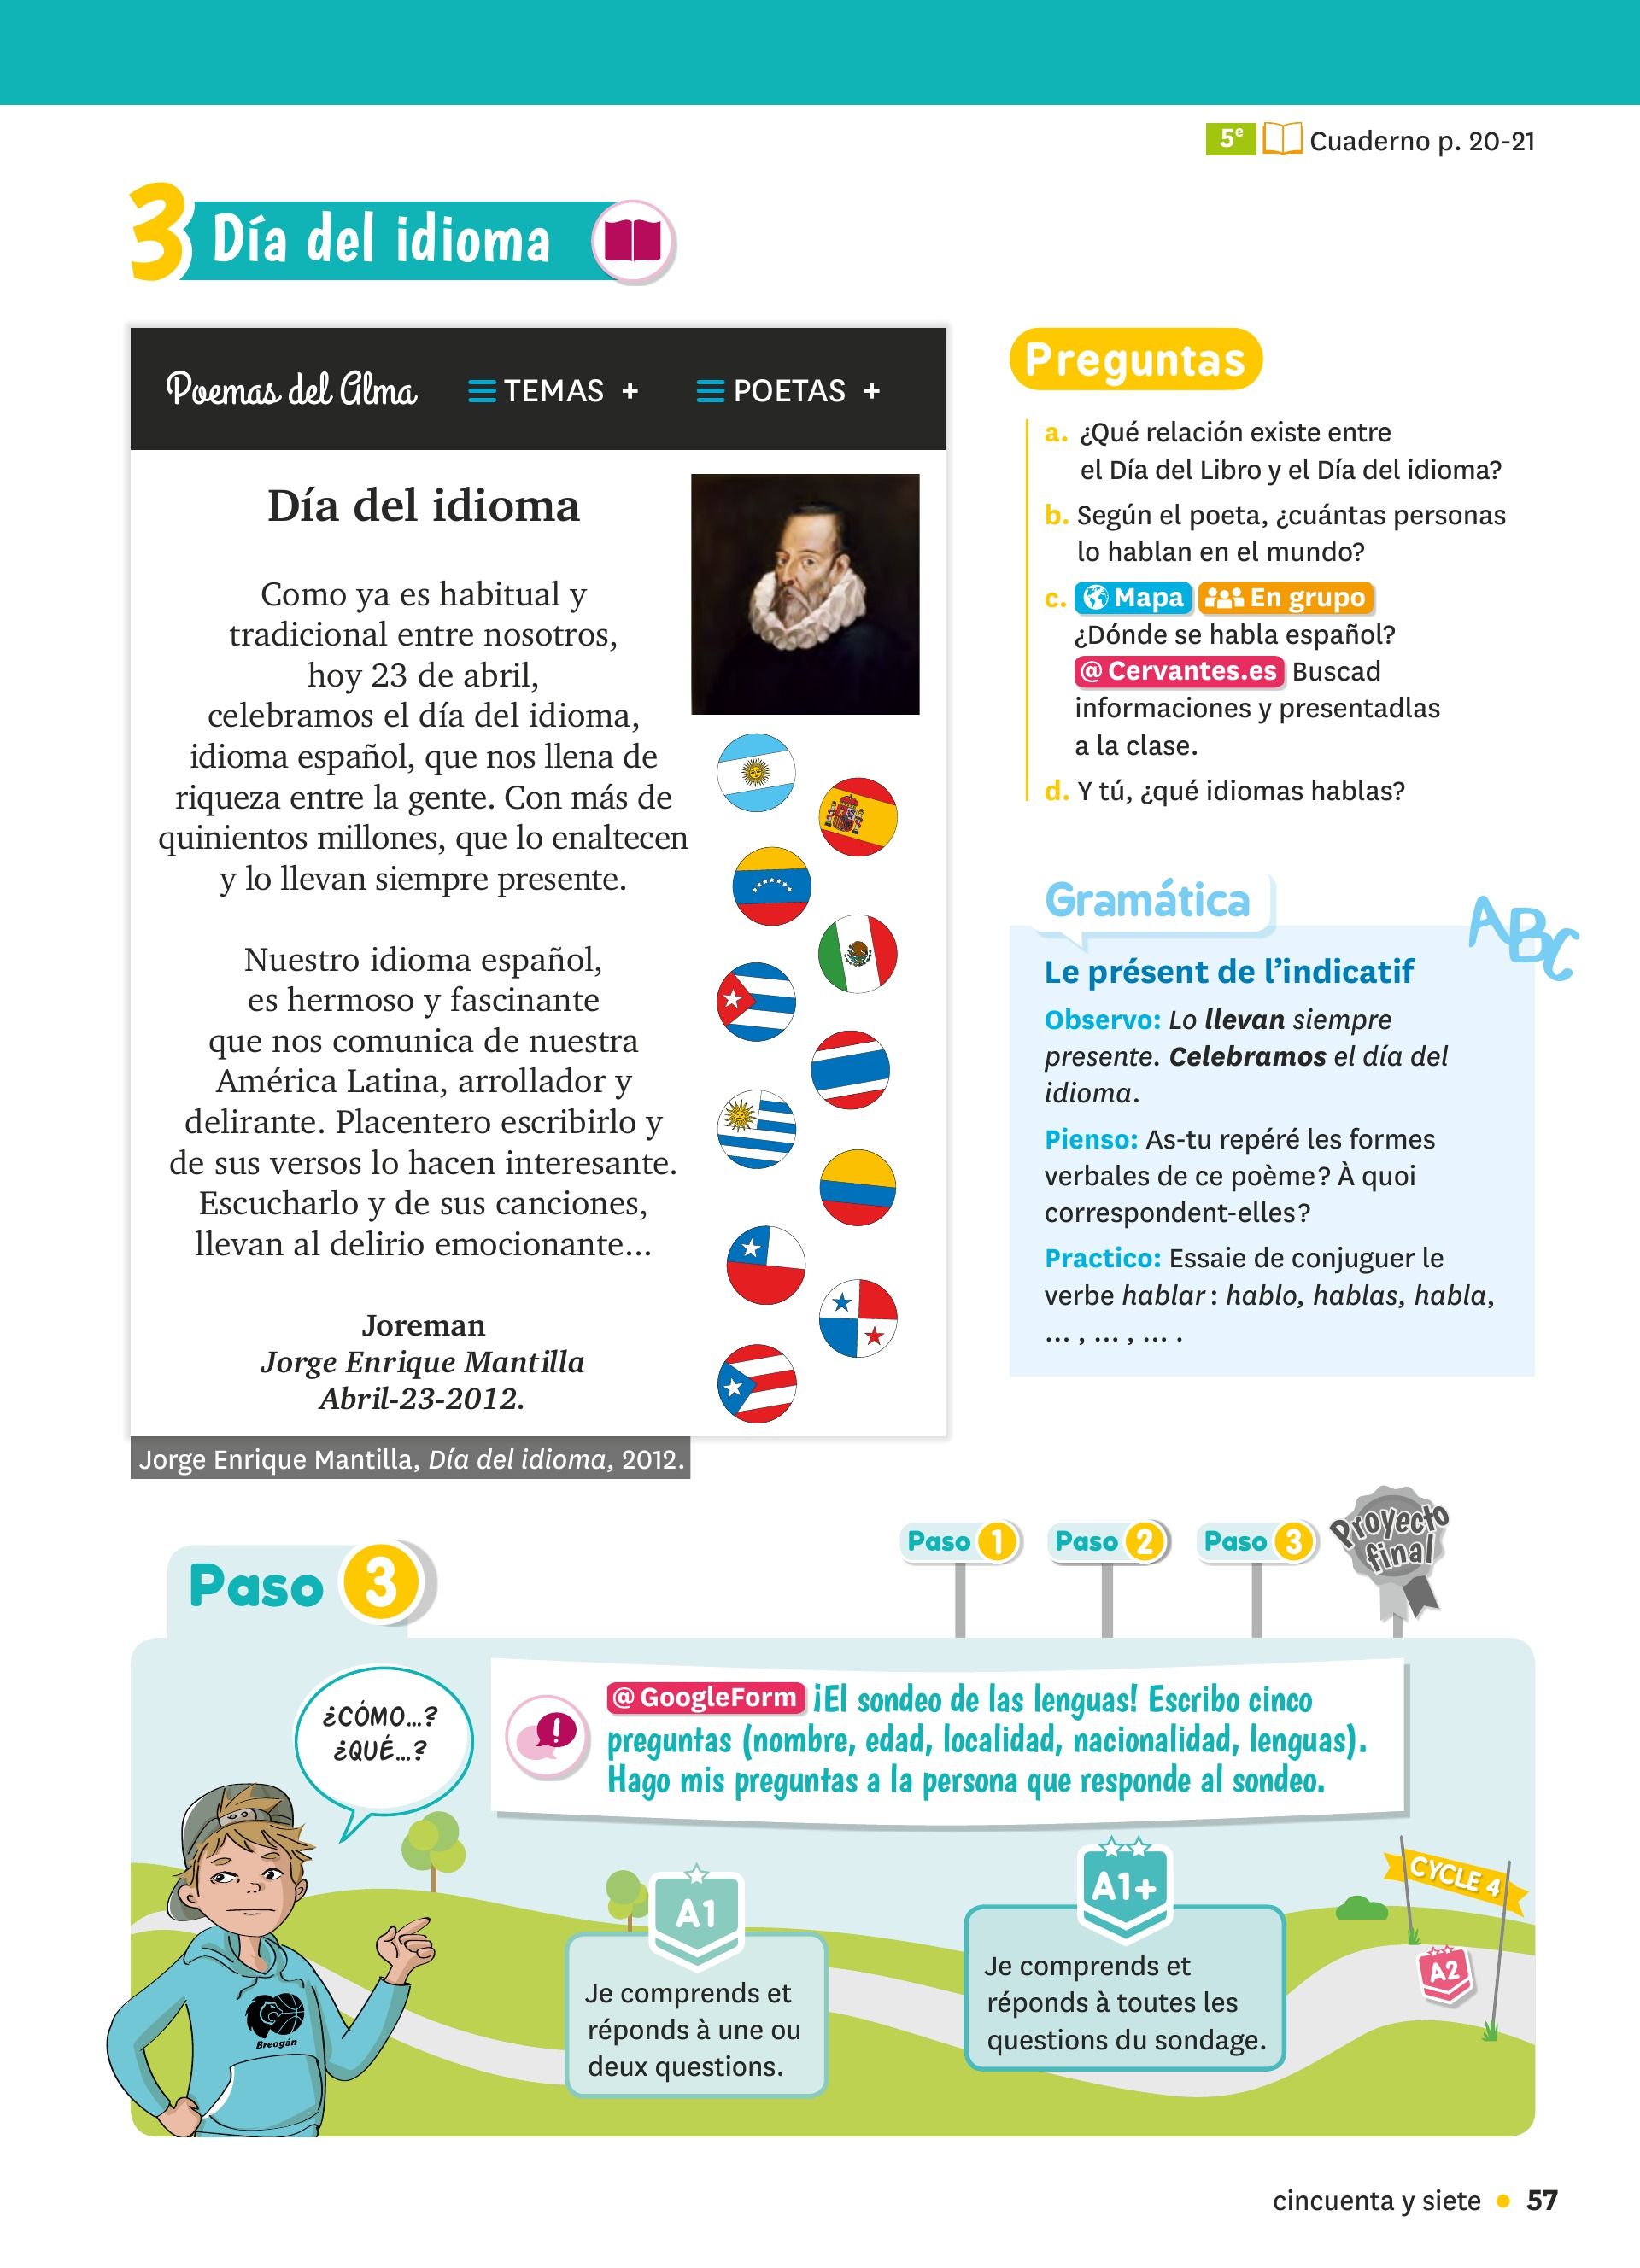 5e Cuaderno p. 20-21
3 Día del idioma
Poemas del Alma
TEMAS +
POETAS +
Día del idioma
Como ya es habitual y
tradicional entre nosotros,
hoy 23 de abril,
celebramos el día del idioma,
idioma español, que nos llena de
riqueza entre la gente. Con más de
quinientos millones, que lo enaltecen
y lo llevan siempre presente.
Nuestro idioma español,
es hermoso y fascinante
que nos comunica de nuestra
América Latina, arrollador y
delirante. Placentero escribirlo y
de sus versos lo hacen interesante.
Escucharlo y de sus canciones,
llevan al delirio emocionante...
Joreman
Jorge Enrique Mantilla
Abril-23-2012.
Jorge Enrique Mantilla, Día del idioma, 2012.
Preguntas
a. ¿Qué relación existe entre
el Día del Libro y el Día del idioma?
b. Según el poeta, ¿cuántas personas
lo hablan en el mundo?
c. Mapa En grupo
¿Dónde se habla español?
@ Cervantes.es Buscad
informaciones y presentadlas
a la clase.
d. Y tú, ¿qué idiomas hablas?
Gramática
ABC
Le présent de l'indicatif
Observo: Lo llevan siempre
presente. Celebramos el día del
idioma.
Pienso: As-tu repéré les formes
verbales de ce poème? À quoi
correspondent-elles?
Practico: Essaie de conjuguer le
verbe hablar : hablo, hablas, habla,
... , ... , ... .
Paso 1
Paso 2
Paso 3
Proyecto
final
Paso 3
¿CÓMO...?
¿QUÉ...?
@ GoogleForm ¡El sondeo de las lenguas! Escribo cinco
preguntas (nombre, edad, localidad, nacionalidad, lenguas).
Hago mis preguntas a la persona que responde al sondeo.
A1
Je comprends et
réponds à une ou
deux questions.
A1+
Je comprends et
réponds à toutes les
questions du sondage.
CYCLE 4
A2
Breogán
cincuenta y siete • 57